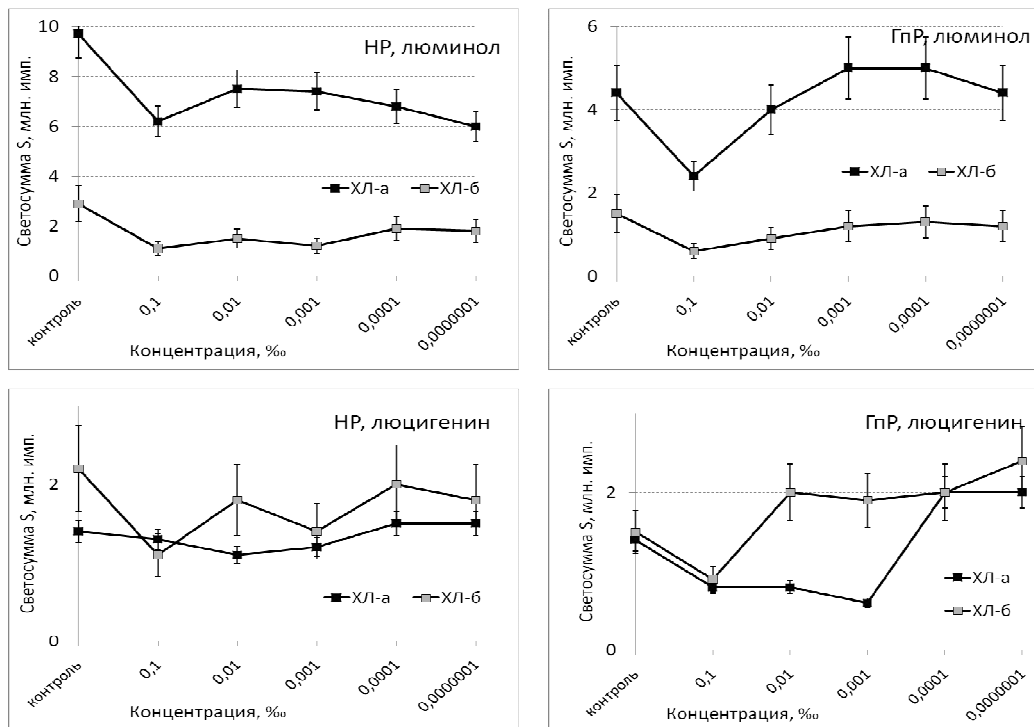 НР, люминол
Светосумма S, млн. имп.
10
8
6
4
2
0
ХЛ-а ХЛ-б
контроль 0,1 0,01 0,001 0,0001 0,0000001
Концентрация, ‰
ГпР, люминол
Светосумма S, млн. имп.
6
4
2
0
ХЛ-а ХЛ-б
контроль 0,1 0,01 0,001 0,0001 0,0000001
Концентрация, ‰
НР, люцигенин
Светосумма S, млн. имп.
2
0
ХЛ-а ХЛ-б
контроль 0,1 0,01 0,001 0,0001 0,0000001
Концентрация, ‰
ГпР, люцигенин
Светосумма S, млн. имп.
2
0
ХЛ-а
ХЛ-б
контроль 0,1 0,01 0,001 0,0001 0,0000001
Концентрация, ‰